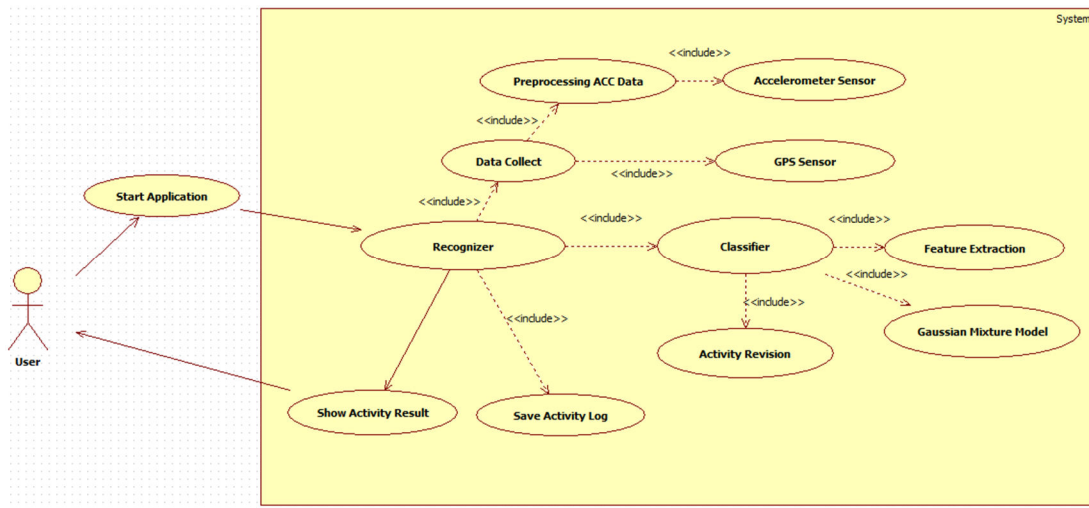 System
<<include>>
Preprocessing ACC Data
Accelerometer Sensor
<<include>>
Data Collect
GPS Sensor
<<include>>
Start Application
<<include>>
<<include>>
<<include>>
Recognizer
Classifier
Feature Extraction
<<include>>
<<include>>
<<include>>
Gaussian Mixture Model
User
Activity Revision
Show Activity Result
Save Activity Log